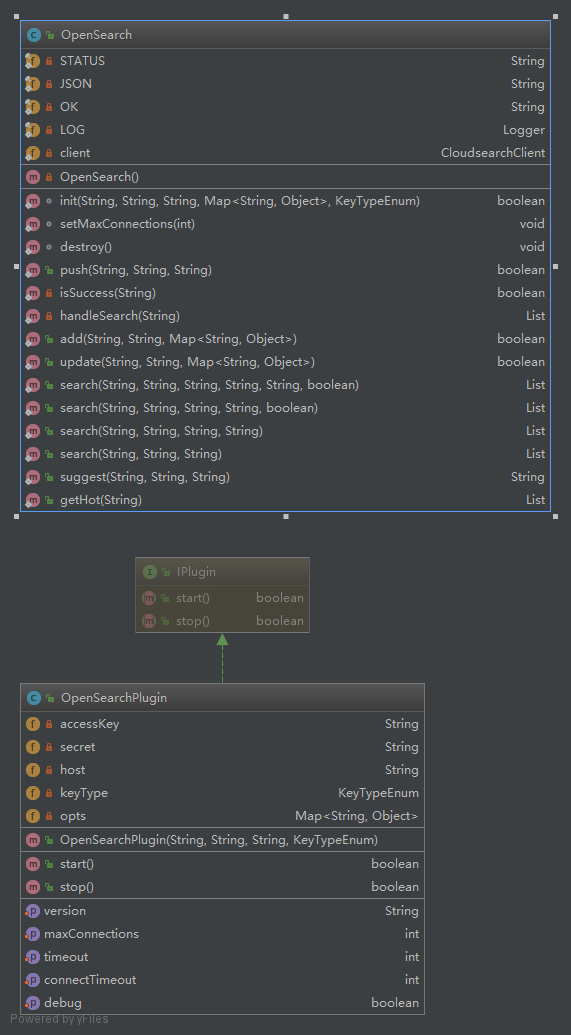 OpenSearch
STATUS String
JSON String
OK String
LOG Logger
client CloudsearchClient
OpenSearch()
init(String, String, String, Map<String, Object>, KeyTypeEnum) boolean
setMaxConnections(int) void
destroy() void
push(String, String, String) boolean
isSuccess(String) boolean
handleSearch(String) List
add(String, String, Map<String, Object>) boolean
update(String, String, Map<String, Object>) boolean
search(String, String, String, String, String, boolean) List
search(String, String, String, String, boolean) List
search(String, String, String, String) List
search(String, String, String) List
suggest(String, String, String) String
getHot(String) List
IPlugin
start() boolean
stop() boolean
OpenSearchPlugin
accessKey String
secret String
host String
keyType KeyTypeEnum
opts Map<String, Object>
OpenSearchPlugin(String, String, String, KeyTypeEnum)
start() boolean
stop() boolean
version String
maxConnections int
timeout int
connectTimeout int
debug boolean
Powered by yFiles